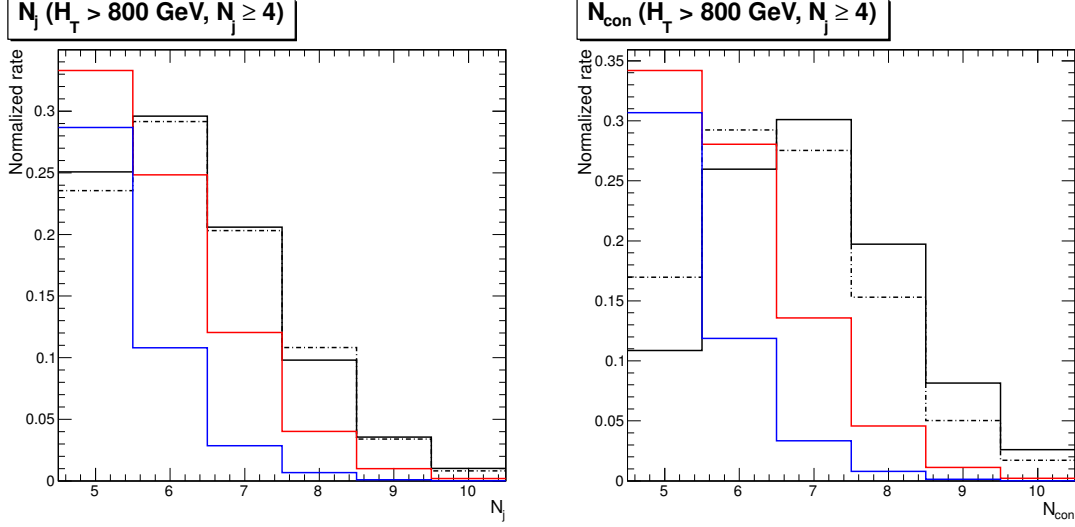 N_j (H_T > 800 GeV, N_j ≥ 4)
Normalized rate
0.3
0.25
0.2
0.15
0.1
0.05
0
5 6 7 8 9 10
N_j
N_con (H_T > 800 GeV, N_j ≥ 4)
Normalized rate
0.35
0.3
0.25
0.2
0.15
0.1
0.05
0
5 6 7 8 9 10
N_con